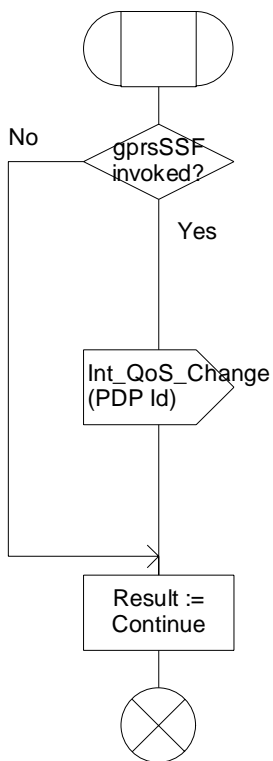 No
gprsSSF
invoked?
Yes
Int_QoS_Change
(PDP Id)
Result :=
Continue